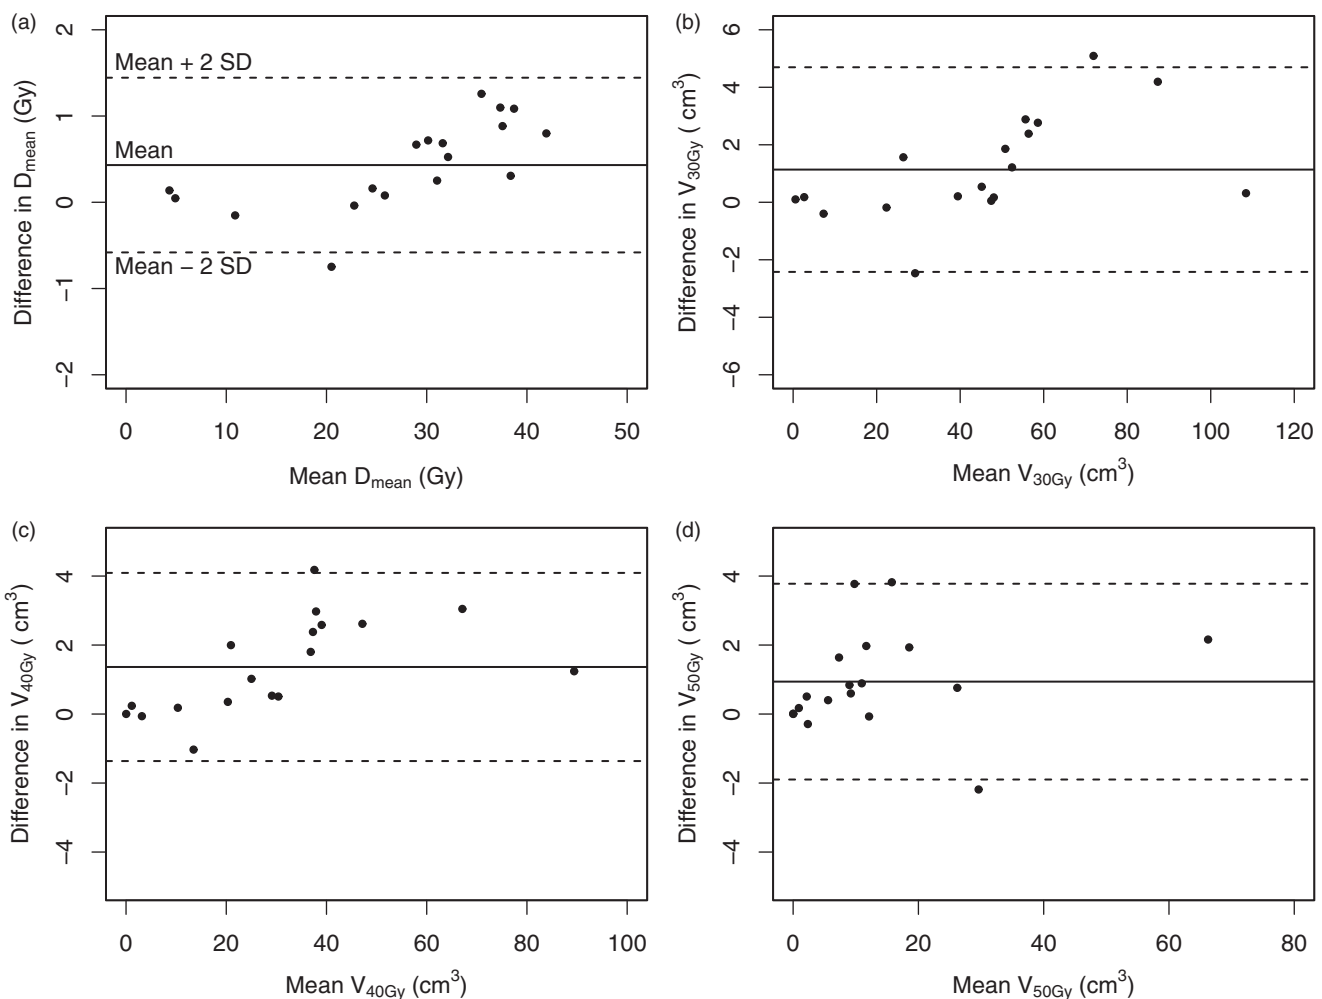 (a)
2
1
0
−1
−2
Difference in Dmean (Gy)
Mean + 2 SD
Mean
Mean − 2 SD
0 10 20 30 40 50
Mean Dmean (Gy)
(b)
6
4
2
0
−2
−4
−6
Difference in V30Gy ( cm3)
0 20 40 60 80 100 120
Mean V30Gy (cm3)
(c)
4
2
0
−2
−4
Difference in V40Gy ( cm3)
0 20 40 60 80 100
Mean V40Gy (cm3)
(d)
4
2
0
−2
−4
Difference in V50Gy ( cm3)
0 20 40 60 80
Mean V50Gy (cm3)